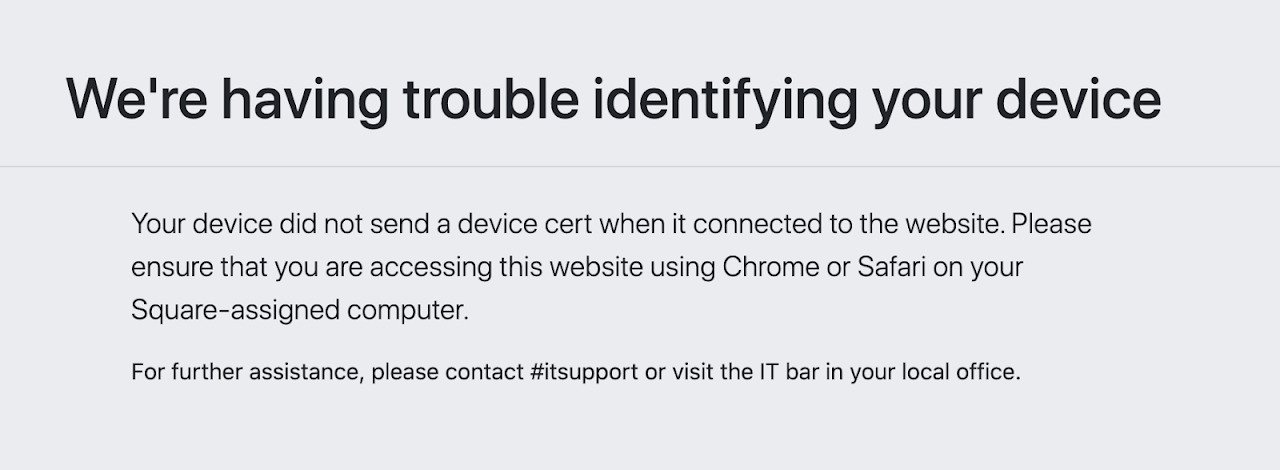 We're having trouble identifying your device
Your device did not send a device cert when it connected to the website. Please
ensure that you are accessing this website using Chrome or Safari on your
Square-assigned computer.
For further assistance, please contact #itsupport or visit the IT bar in your local office.